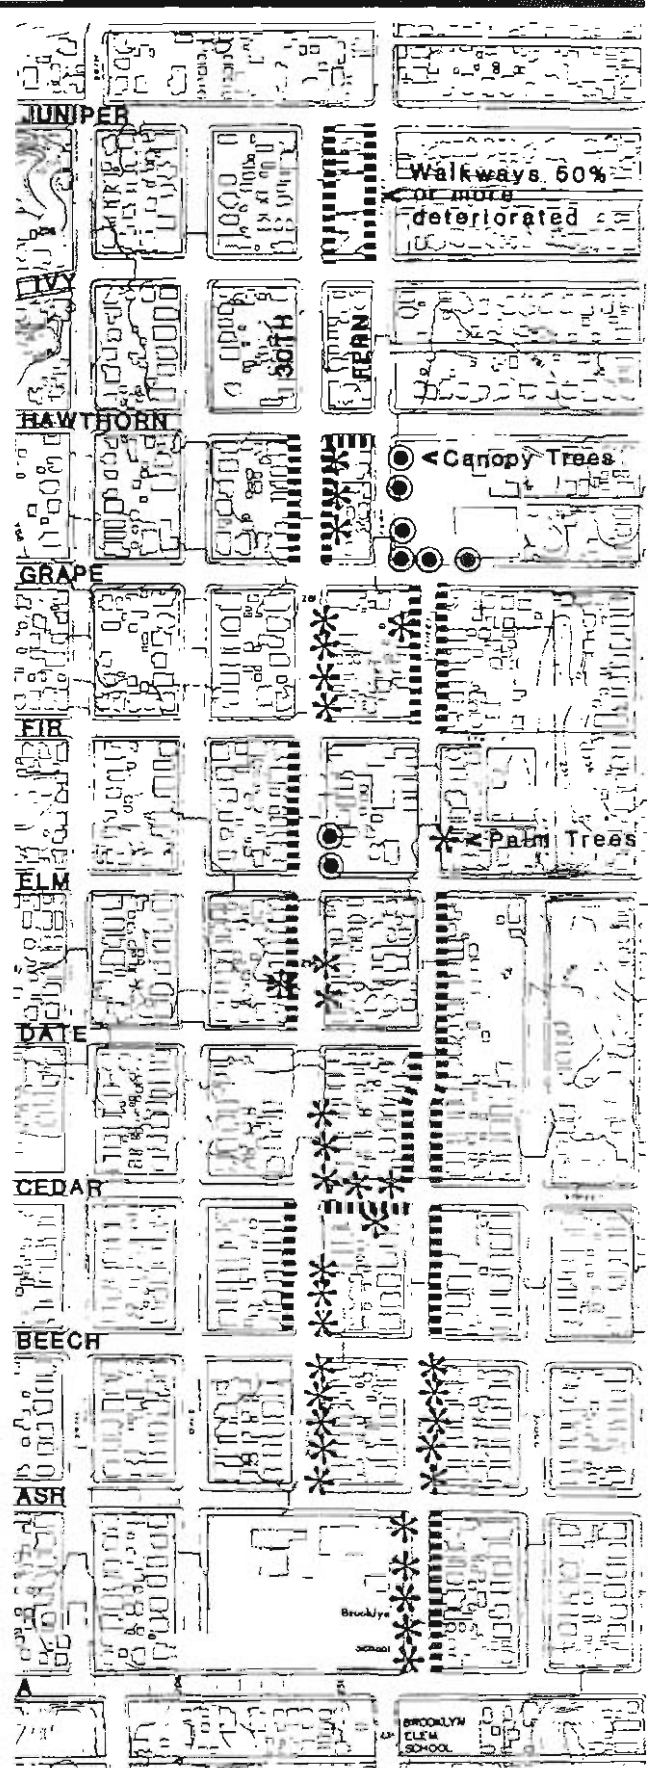 JUNIPER
Walkways 50%
or more
deteriorated
IVY
30TH
FERN
HAWTHORN
<Canopy Trees
GRAPE
FIR
<Palm Trees
ELM
DATE
CEDAR
BEECH
ASH
Brooklyn
School
A
BROOKLYN
ELEM
SCHOOL